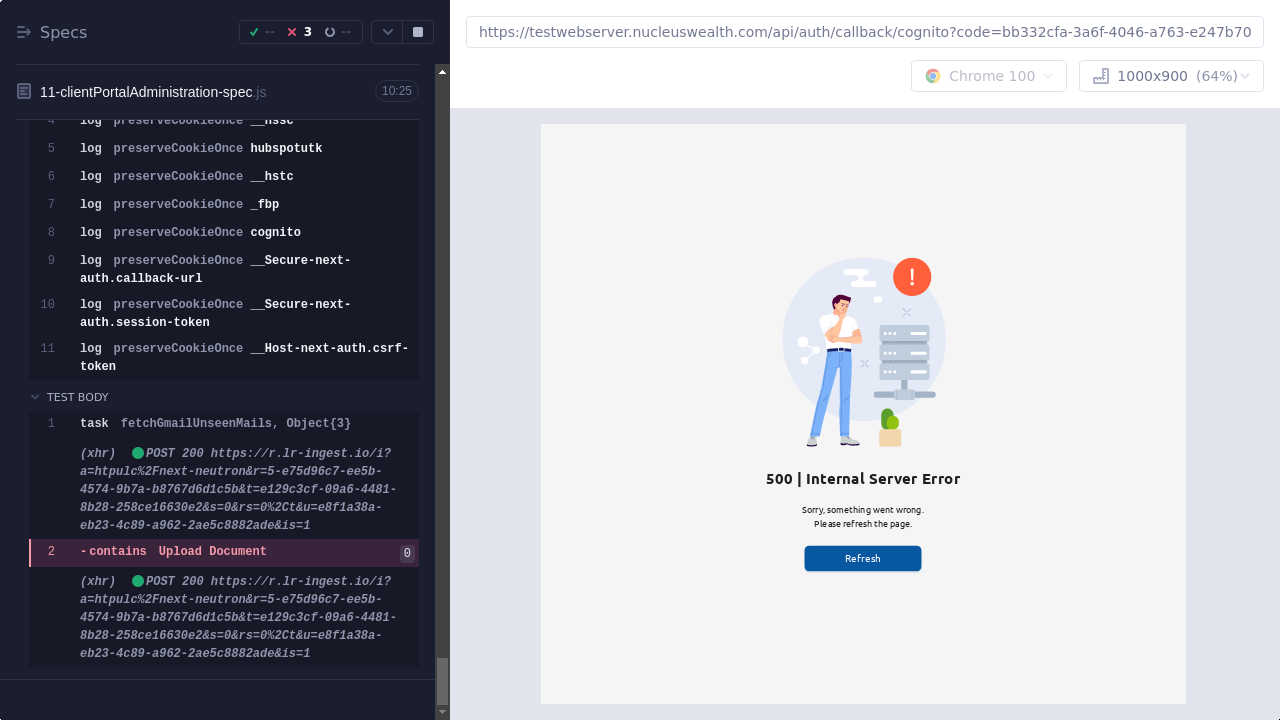 Specs
--
3
--
11-clientPortalAdministration-spec.js
10:25
4 log preserveCookieOnce __hssc
5 log preserveCookieOnce hubspotutk
6 log preserveCookieOnce __hstc
7 log preserveCookieOnce _fbp
8 log preserveCookieOnce cognito
9 log preserveCookieOnce __Secure-next-
auth.callback-url
10 log preserveCookieOnce __Secure-next-
auth.session-token
11 log preserveCookieOnce __Host-next-auth.csrf-
token
TEST BODY
1 task fetchGmailUnseenMails, Object{3}
(xhr) POST 200 https://r.lr-ingest.io/i?
a=htpulc%2Fnext-neutron&r=5-e75d96c7-ee5b-
4574-9b7a-b8767d6d1c5b&t=e129c3cf-09a6-4481-
8b28-258ce16630e2&s=0&rs=0%2Ct&u=e8f1a38a-
eb23-4c89-a962-2ae5c8882ade&is=1
2 -contains Upload Document 0
(xhr) POST 200 https://r.lr-ingest.io/i?
a=htpulc%2Fnext-neutron&r=5-e75d96c7-ee5b-
4574-9b7a-b8767d6d1c5b&t=e129c3cf-09a6-4481-
8b28-258ce16630e2&s=0&rs=0%2Ct&u=e8f1a38a-
eb23-4c89-a962-2ae5c8882ade&is=1
https://testwebserver.nucleuswealth.com/api/auth/callback/cognito?code=bb332cfa-3a6f-4046-a763-e247b70
Chrome 100
1000x900 (64%)
!
500 | Internal Server Error
Sorry, something went wrong.
Please refresh the page.
Refresh